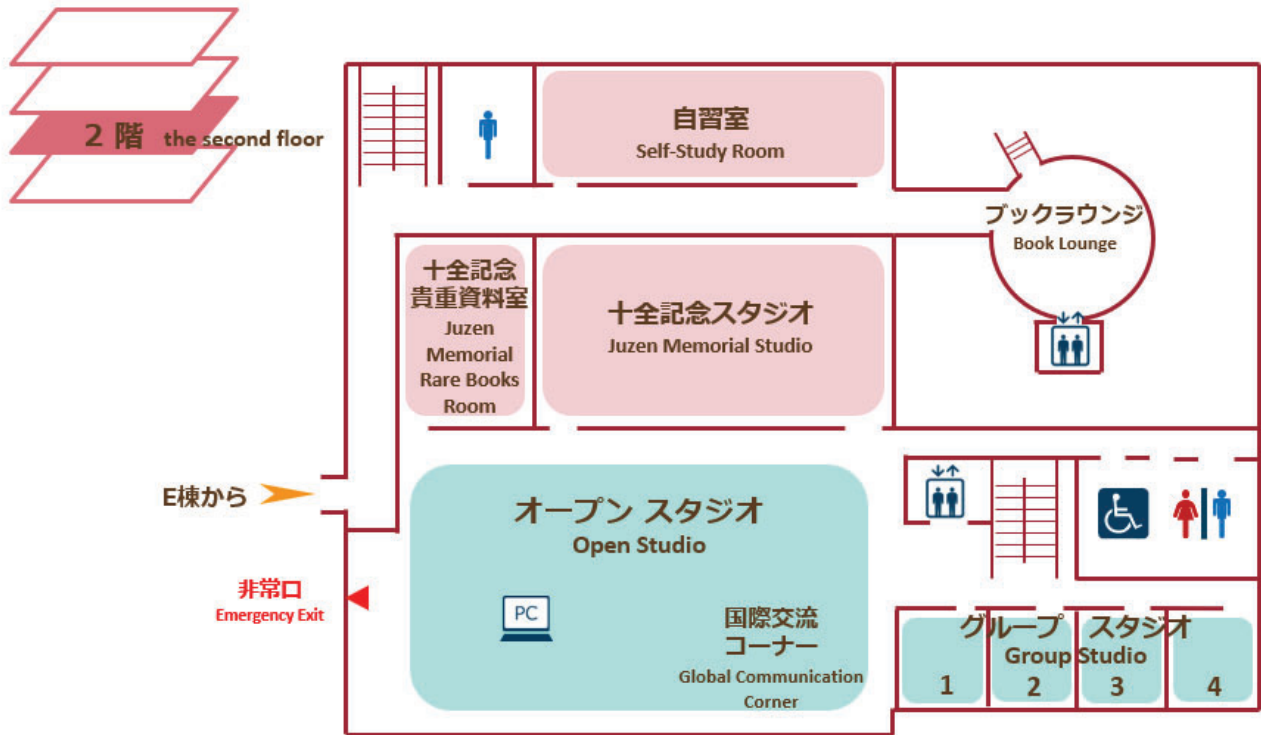 2 階 the second floor
自習室
Self-Study Room
ブックラウンジ
Book Lounge
十全記念
貴重資料室
Juzen
Memorial
Rare Books
Room
十全記念スタジオ
Juzen Memorial Studio
E棟から
オープン スタジオ
Open Studio
非常口
Emergency Exit
PC
国際交流
コーナー
Global Communication
Corner
グループ スタジオ
Group Studio
1 2 3 4